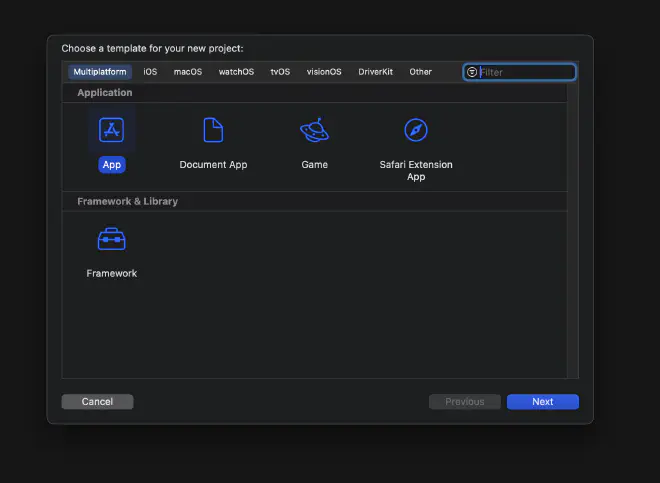 Choose a template for your new project:
Multiplatform iOS macOS watchOS tvOS visionOS DriverKit Other Filter
Application
App Document App Game Safari Extension App
Framework & Library
Framework
Cancel Previous Next